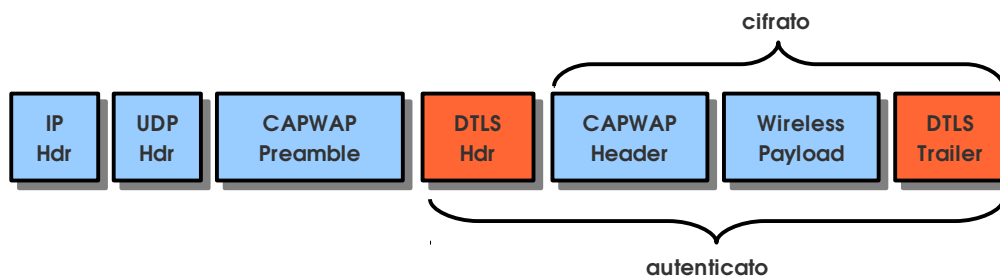 cifrato
IP
Hdr
UDP
Hdr
CAPWAP
Preamble
DTLS
Hdr
CAPWAP
Header
Wireless
Payload
DTLS
Trailer
autenticato